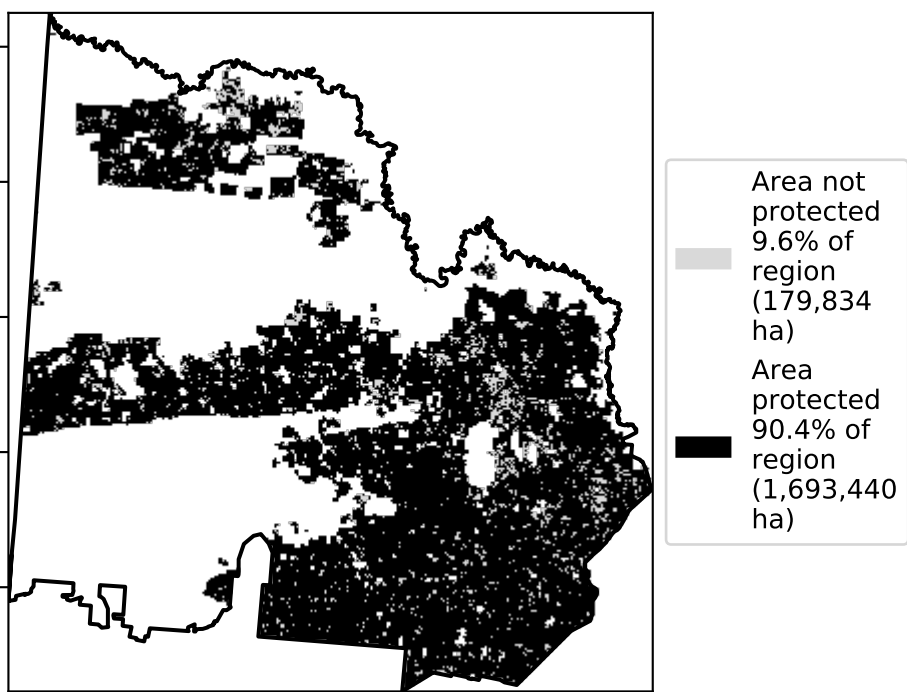 Area not
protected
9.6% of
region
(179,834
ha)
Area
protected
90.4% of
region
(1,693,440
ha)